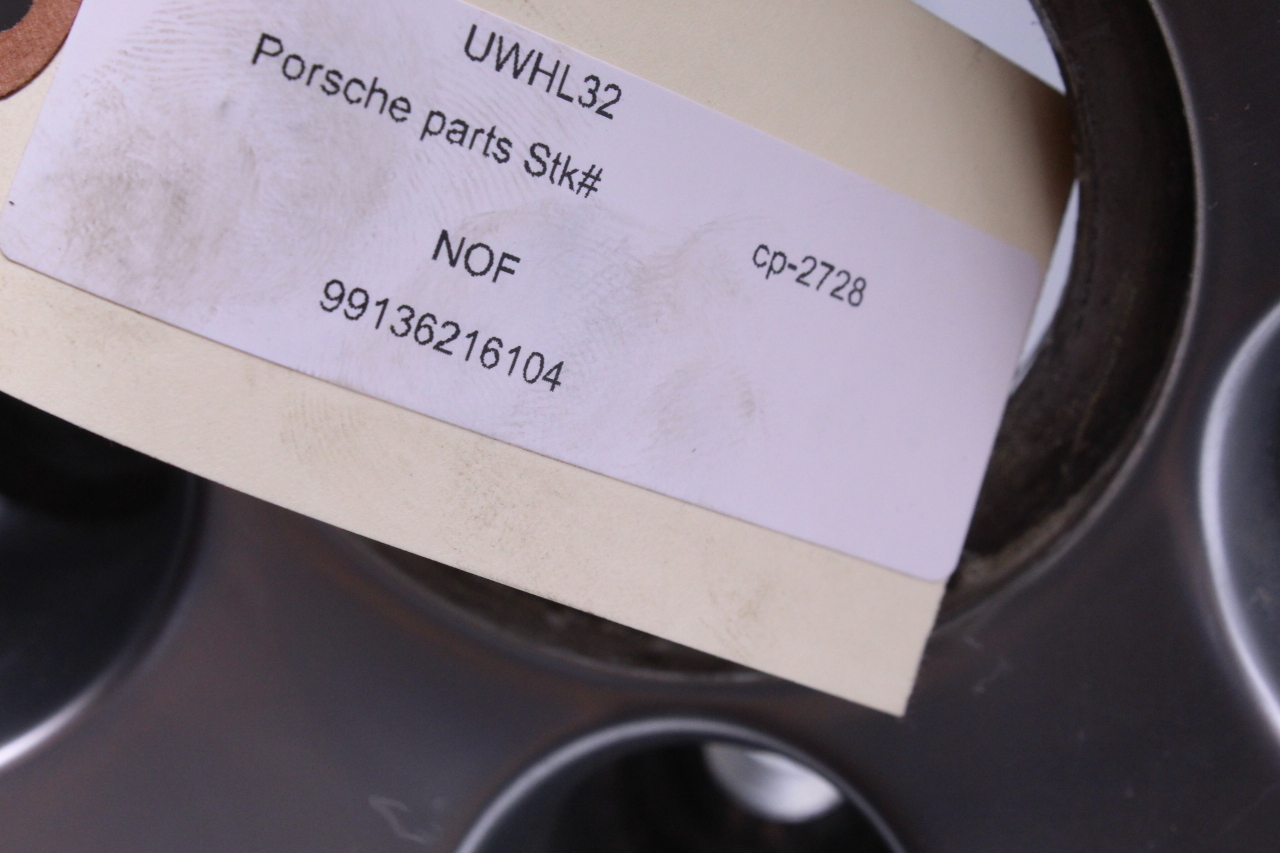 UWHL32
Porsche parts Stk#
NOF
cp-2728
99136216104